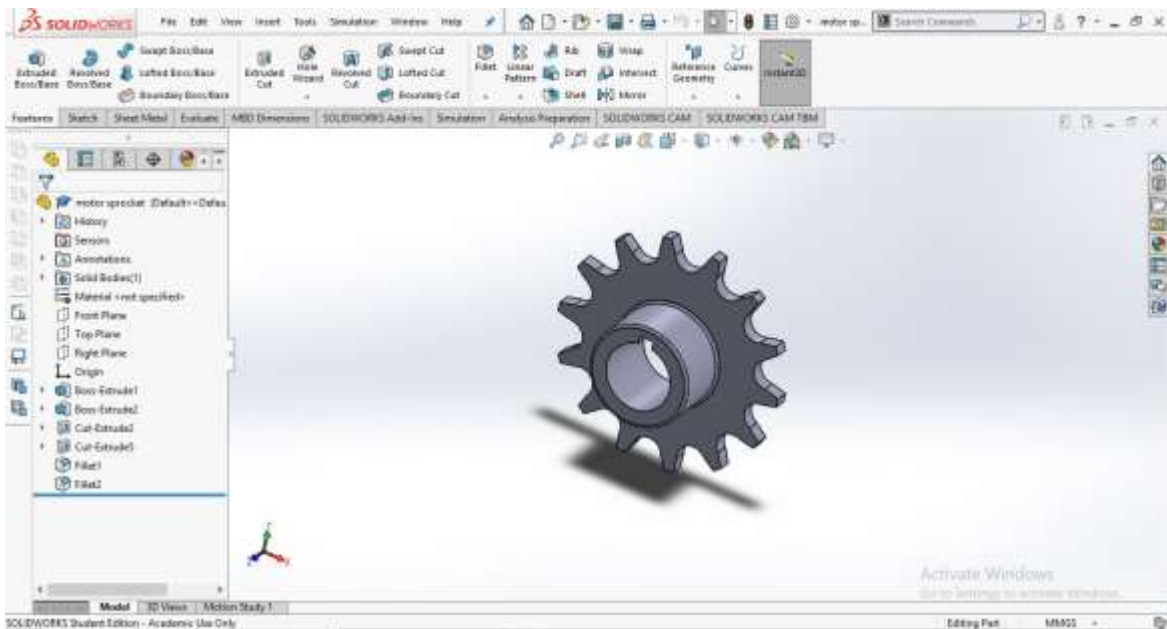 SOLIDWORKS File Edit View Insert Tools Simulation Window Help motor sp... Search Commands
Extruded Boss/Base Revolved Boss/Base Swept Boss/Base Lofted Boss/Base Boundary Boss/Base Extruded Cut Hole Wizard Revolved Cut Swept Cut Lofted Cut Boundary Cut Fillet Linear Pattern Rib Draft Shell Wrap Intersect Mirror Reference Geometry Curves Instant3D
Features Sketch Sheet Metal Evaluate MBD Dimensions SOLIDWORKS Add-Ins Simulation Analysis Preparation SOLIDWORKS CAM SOLIDWORKS CAM TBM
motor sprocket (Default<<Defau
History
Sensors
Annotations
Solid Bodies(1)
Material <not specified>
Front Plane
Top Plane
Right Plane
Origin
Boss-Extrude1
Boss-Extrude2
Cut-Extrude2
Cut-Extrude5
Fillet1
Fillet2
Activate Windows
Go to Settings to activate Windows.
Model 3D Views Motion Study 1
SOLIDWORKS Student Edition - Academic Use Only Editing Part MMGS